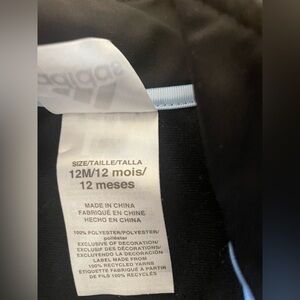 adidas
SIZE/TAILLE/TALLA
12M/12 mois/
12 meses
MADE IN CHINA
FABRIQUÉ EN CHINE
HECHO EN CHINA
100% POLYESTER/POLYESTER/
poliéster
EXCLUSIVE OF DECORATION/
EXCLUSIF DES DÉCORATIONS/
EXCLUYENDO LA DECORACIÓN
LABEL MADE FROM
100% RECYCLED YARNS
ÉTIQUETTE FABRIQUÉ À PARTIR
DE FILS 100% RECYCLÉS